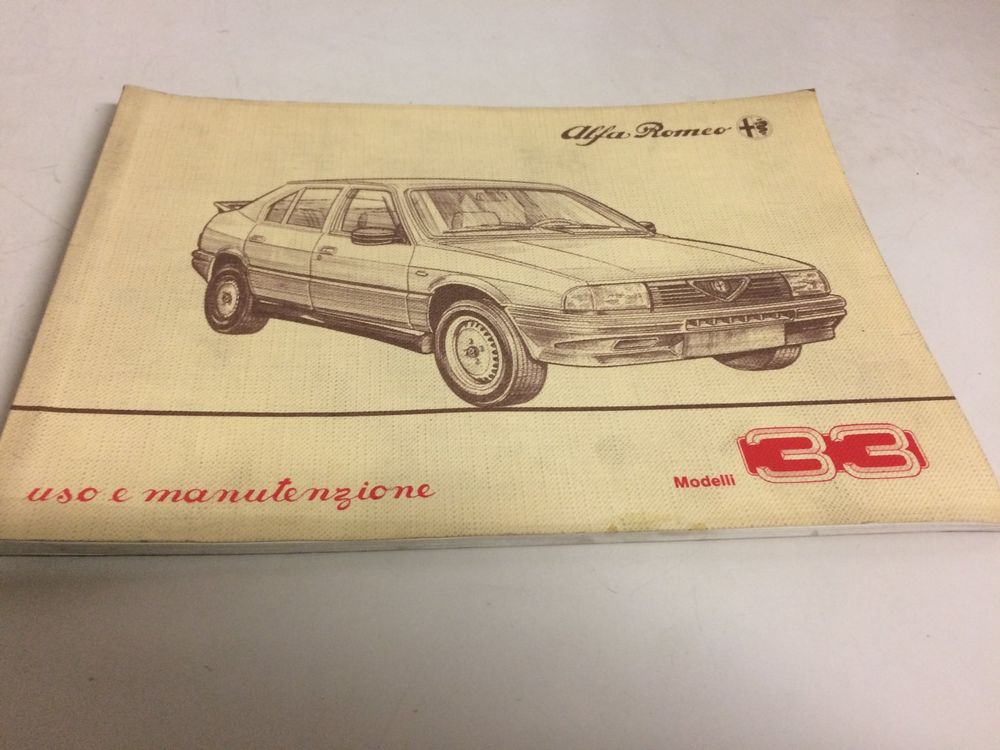 Alfa Romeo
Modelli 33
uso e manutenzione